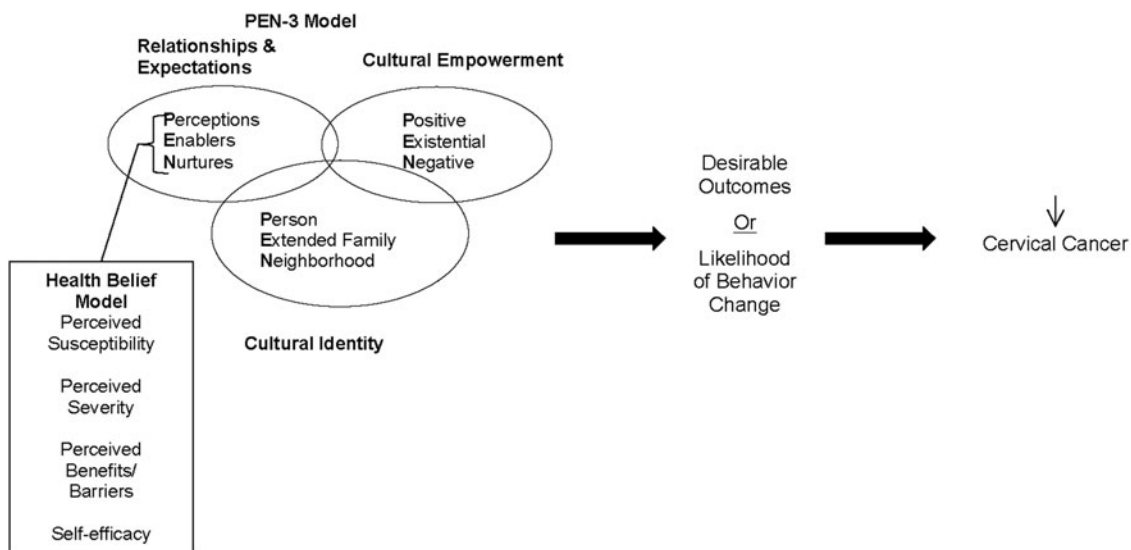 PEN-3 Model
Relationships &
Expectations
Cultural Empowerment
Perceptions
Enablers
Nurtures
Positive
Existential
Negative
Person
Extended Family
Neighborhood
Cultural Identity
Health Belief
Model
Perceived
Susceptibility
Perceived
Severity
Perceived
Benefits/
Barriers
Self-efficacy
Desirable
Outcomes
Or
Likelihood
of Behavior
Change
Cervical Cancer